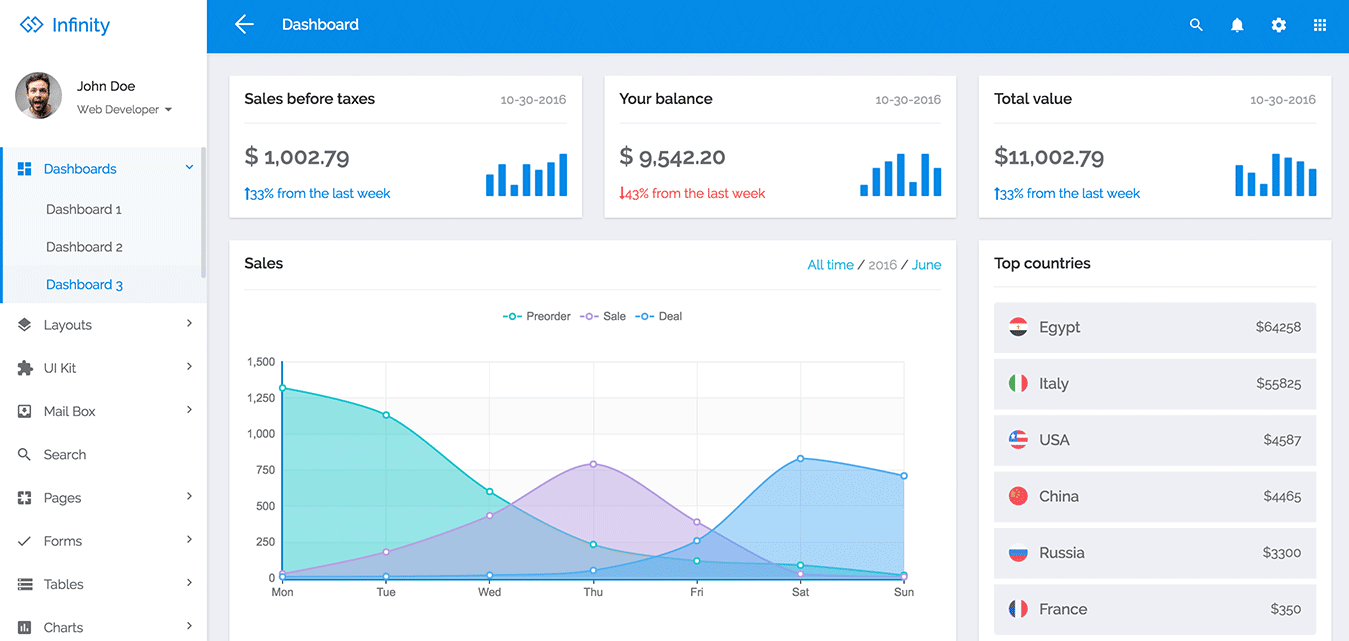 Infinity
Dashboard
John Doe
Web Developer
Dashboards
Dashboard 1
Dashboard 2
Dashboard 3
Layouts
UI Kit
Mail Box
Search
Pages
Forms
Tables
Charts
Sales before taxes 10-30-2016
$ 1,002.79
↑33% from the last week
Your balance 10-30-2016
$ 9,542.20
↓43% from the last week
Total value 10-30-2016
$11,002.79
↑33% from the last week
Sales All time / 2016 / June
Preorder Sale Deal
1,500
1,250
1,000
750
500
250
0
Mon Tue Wed Thu Fri Sat Sun
Top countries
Egypt $64258
Italy $55825
USA $4587
China $4465
Russia $3300
France $350